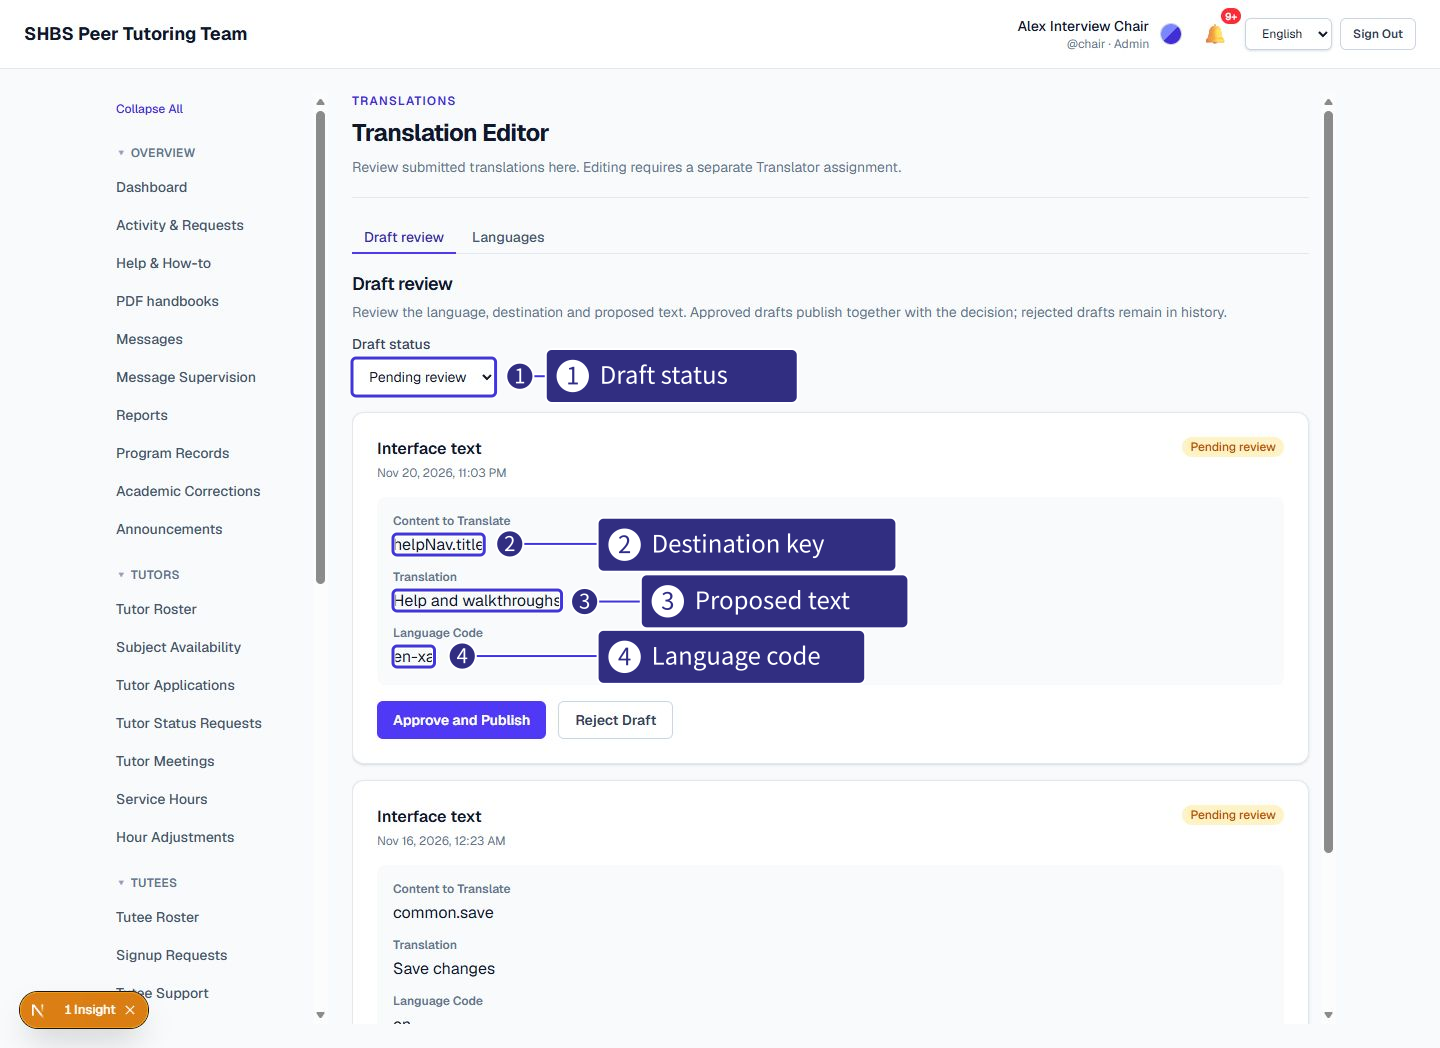 SHBS Peer Tutoring Team
Alex Interview Chair
@chair · Admin
9+
English
Sign Out
Collapse All
OVERVIEW
Dashboard
Activity & Requests
Help & How-to
PDF handbooks
Messages
Message Supervision
Reports
Program Records
Academic Corrections
Announcements
TUTORS
Tutor Roster
Subject Availability
Tutor Applications
Tutor Status Requests
Tutor Meetings
Service Hours
Hour Adjustments
TUTEES
Tutee Roster
Signup Requests
Tutee Support
N 1 Insight
TRANSLATIONS
Translation Editor
Review submitted translations here. Editing requires a separate Translator assignment.
Draft review Languages
Draft review
Review the language, destination and proposed text. Approved drafts publish together with the decision; rejected drafts remain in history.
Draft status
Pending review 1 1 Draft status
Interface text Pending review
Nov 20, 2026, 11:03 PM
Content to Translate
helpNav.title 2 2 Destination key
Translation
Help and walkthroughs 3 3 Proposed text
Language Code
en-xa 4 4 Language code
Approve and Publish Reject Draft
Interface text Pending review
Nov 16, 2026, 12:23 AM
Content to Translate
common.save
Translation
Save changes
Language Code
en